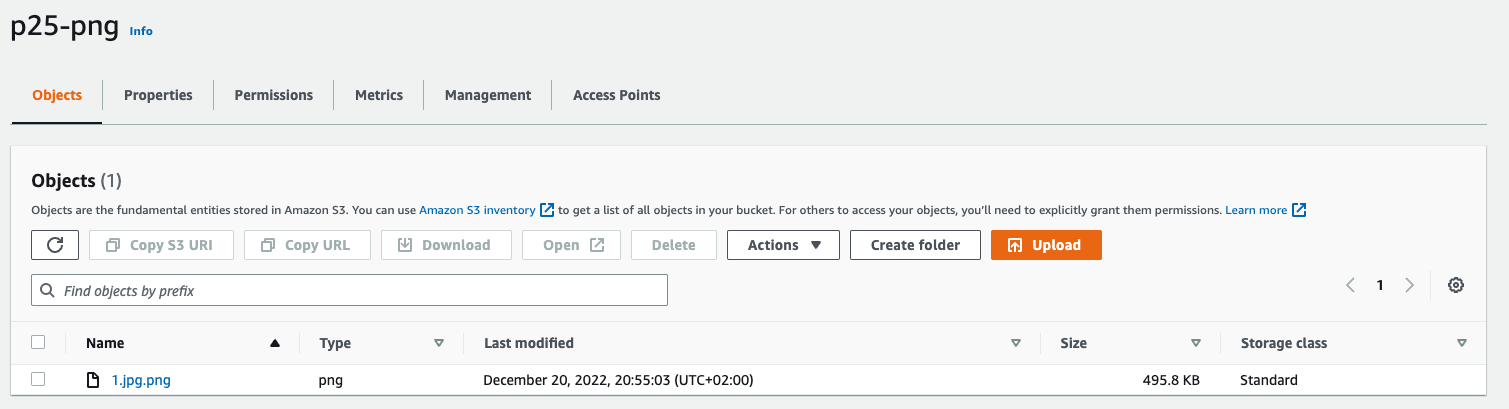 p25-png Info
Objects Properties Permissions Metrics Management Access Points
Objects (1)
Objects are the fundamental entities stored in Amazon S3. You can use Amazon S3 inventory to get a list of all objects in your bucket. For others to access your objects, you'll need to explicitly grant them permissions. Learn more
Copy S3 URI Copy URL Download Open Delete Actions Create folder Upload
Find objects by prefix
1
Name Type Last modified Size Storage class
1.jpg.png png December 20, 2022, 20:55:03 (UTC+02:00) 495.8 KB Standard